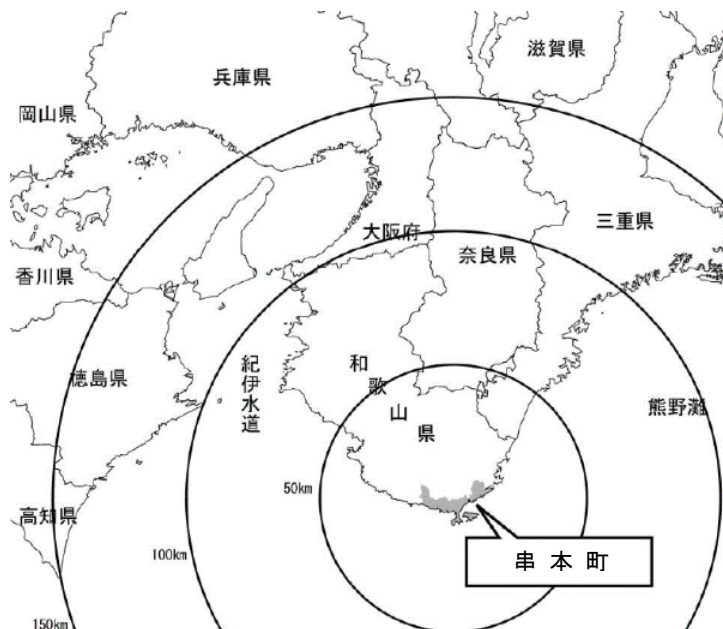 滋賀県
兵庫県
岡山県
三重県
大阪府
奈良県
香川県
和歌山県
紀伊水道
徳島県
熊野灘
50km
高知県
100km
串本町
150km